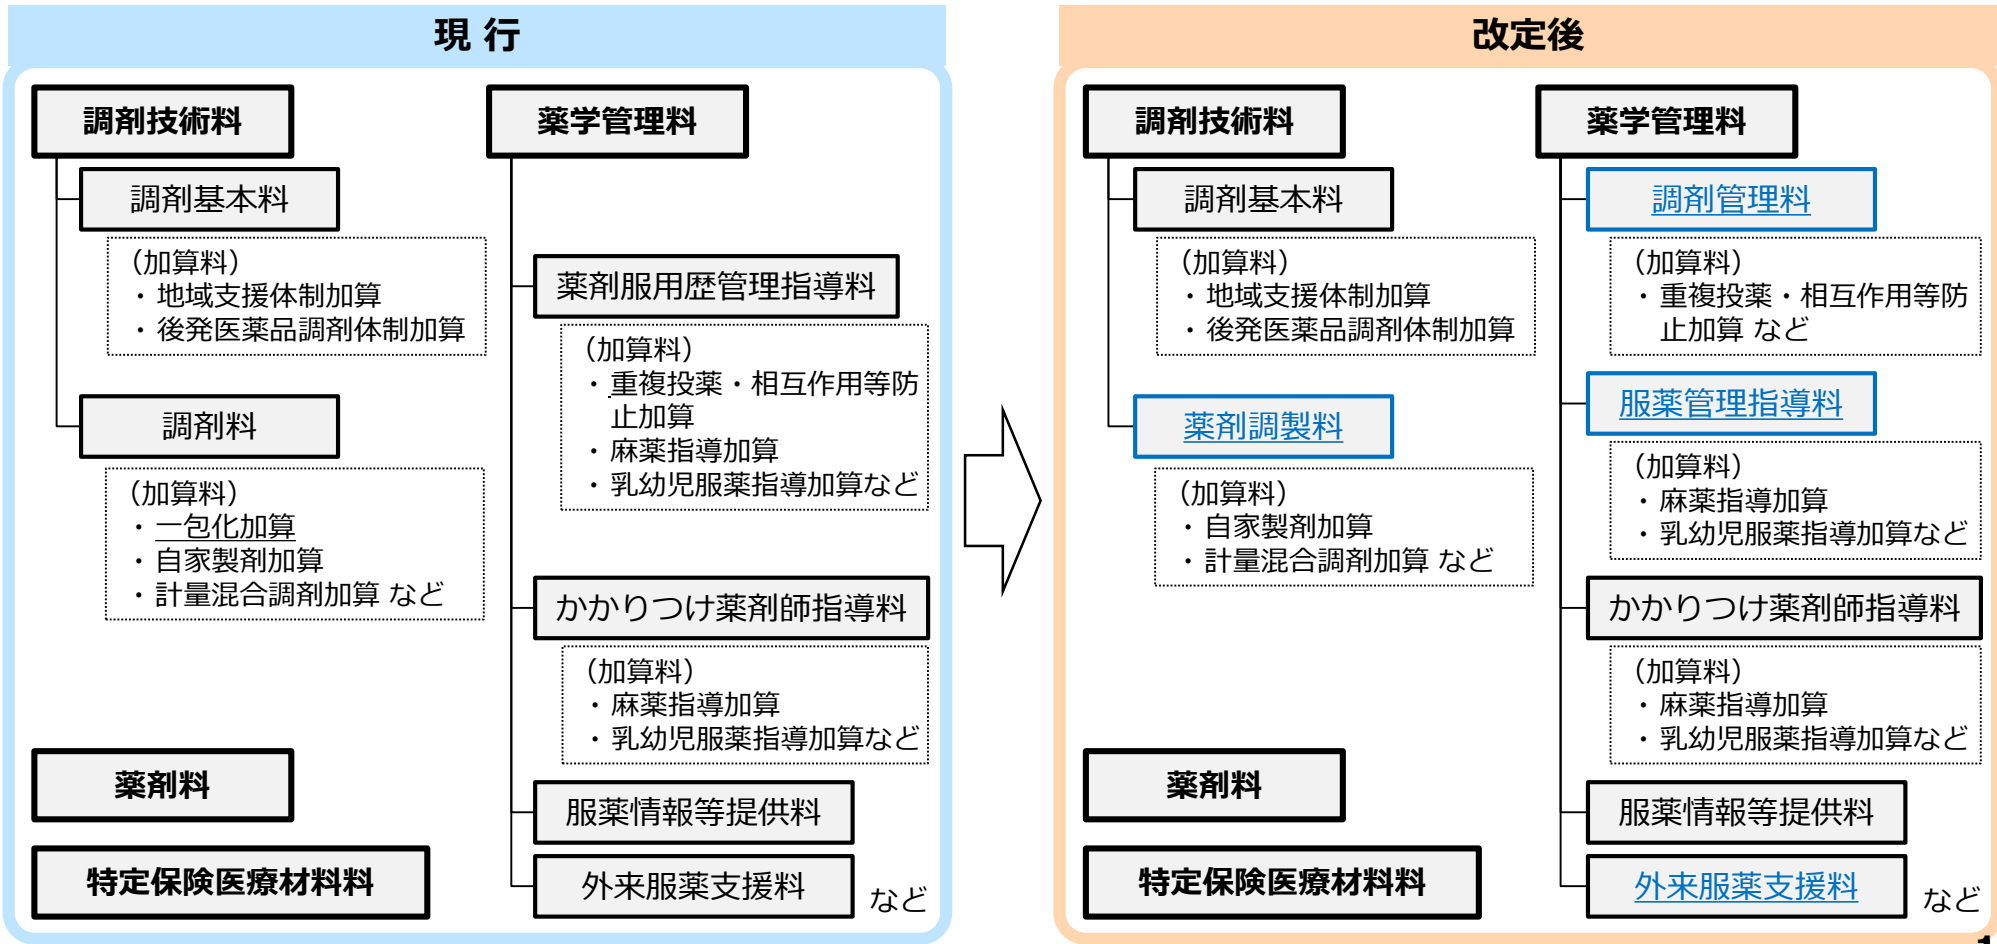 現 行
調剤技術料
調剤基本料
（加算料）
・地域支援体制加算
・後発医薬品調剤体制加算
調剤料
（加算料）
・一包化加算
・自家製剤加算
・計量混合調剤加算 など
薬剤料
特定保険医療材料料
薬学管理料
薬剤服用歴管理指導料
（加算料）
・重複投薬・相互作用等防
止加算
・麻薬指導加算
・乳幼児服薬指導加算など
かかりつけ薬剤師指導料
（加算料）
・麻薬指導加算
・乳幼児服薬指導加算など
服薬情報等提供料
外来服薬支援料
など
改定後
調剤技術料
調剤基本料
（加算料）
・地域支援体制加算
・後発医薬品調剤体制加算
薬剤調製料
（加算料）
・自家製剤加算
・計量混合調剤加算 など
薬剤料
特定保険医療材料料
薬学管理料
調剤管理料
（加算料）
・重複投薬・相互作用等防
止加算 など
服薬管理指導料
（加算料）
・麻薬指導加算
・乳幼児服薬指導加算など
かかりつけ薬剤師指導料
（加算料）
・麻薬指導加算
・乳幼児服薬指導加算など
服薬情報等提供料
外来服薬支援料
など